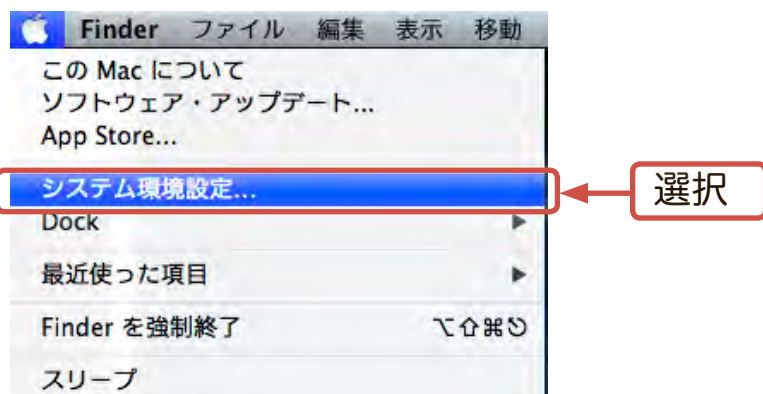 Finder ファイル 編集 表示 移動
この Mac について
ソフトウェア・アップデート...
App Store...
システム環境設定...
選択
Dock
最近使った項目
Finder を強制終了 ⌥⇧⌘⎋
スリープ